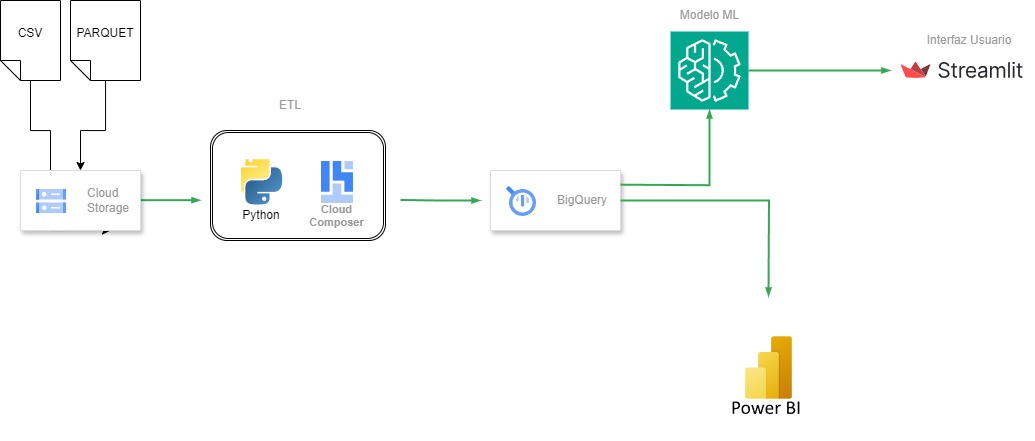 CSV
PARQUET
Modelo ML
Interfaz Usuario
Streamlit
ETL
Cloud
Storage
Python
Cloud
Composer
BigQuery
Power BI